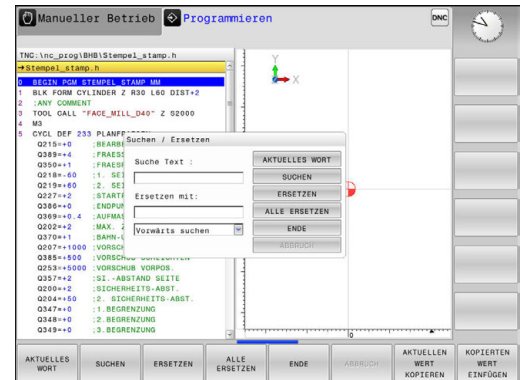 Manueller Betrieb
Programmieren
DNC
TNC:\nc_prog\BHB\Stempel_stamp.h
→Stempel_stamp.h
0 BEGIN PGM STEMPEL_STAMP MM
1 BLK FORM CYLINDER Z R30 L60 DIST+2
2 ;ANY COMMENT
3 TOOL CALL "FACE_MILL_D40" Z S2000
4 M3
5 CYCL DEF 233 PLANFR
Q215=+0 ;BEARB
Q389=+4 ;FRAES
Q350=+1 ;FRAES
Q218=-60 ;1. SEI
Q219=+60 ;2. SEI
Q227=+2 ;STARTP
Q386=+0 ;ENDPUN
Q369=+0.4 ;AUFMAS
Q202=+2 ;MAX. Z
Q370=+1 ;BAHN-U
Q207=+1000 ;VORSCH
Q385=+500 ;VORSCHUB SCHLICHTEN
Q253=+5000 ;VORSCHUB VORPOS.
Q357=+2 ;SI.-ABSTAND SEITE
Q200=+2 ;SICHERHEITS-ABST.
Q204=+50 ;2. SICHERHEITS-ABST.
Q347=+0 ;1.BEGRENZUNG
Q348=+0 ;2.BEGRENZUNG
Q349=+0 ;3.BEGRENZUNG
Y
X
0
Suchen / Ersetzen
Suche Text :
Ersetzen mit:
Vorwärts suchen
AKTUELLES WORT
SUCHEN
ERSETZEN
ALLE ERSETZEN
ENDE
ABBRUCH
AKTUELLES WORT
SUCHEN
ERSETZEN
ALLE ERSETZEN
ENDE
ABBRUCH
AKTUELLEN WERT KOPIEREN
KOPIERTEN WERT EINFÜGEN